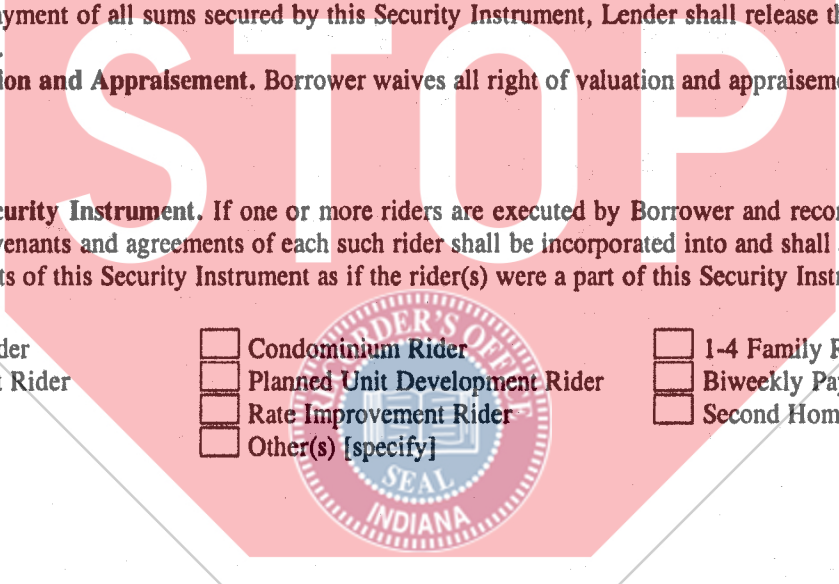 STOP
yment of all sums secured by this Security Instrument, Lender shall release
ion and Appraisement. Borrower waives all right of valuation and appraiseme
curity Instrument. If one or more riders are executed by Borrower and recor
venants and agreements of each such rider shall be incorporated into and shall
ts of this Security Instrument as if the rider(s) were a part of this Security Instr
der Condominium Rider 1-4 Family R
t Rider Planned Unit Development Rider Biweekly Pa
Rate Improvement Rider Second Hom
Other(s) [specify]
RECORDER'S OFFICE
SEAL
INDIANA